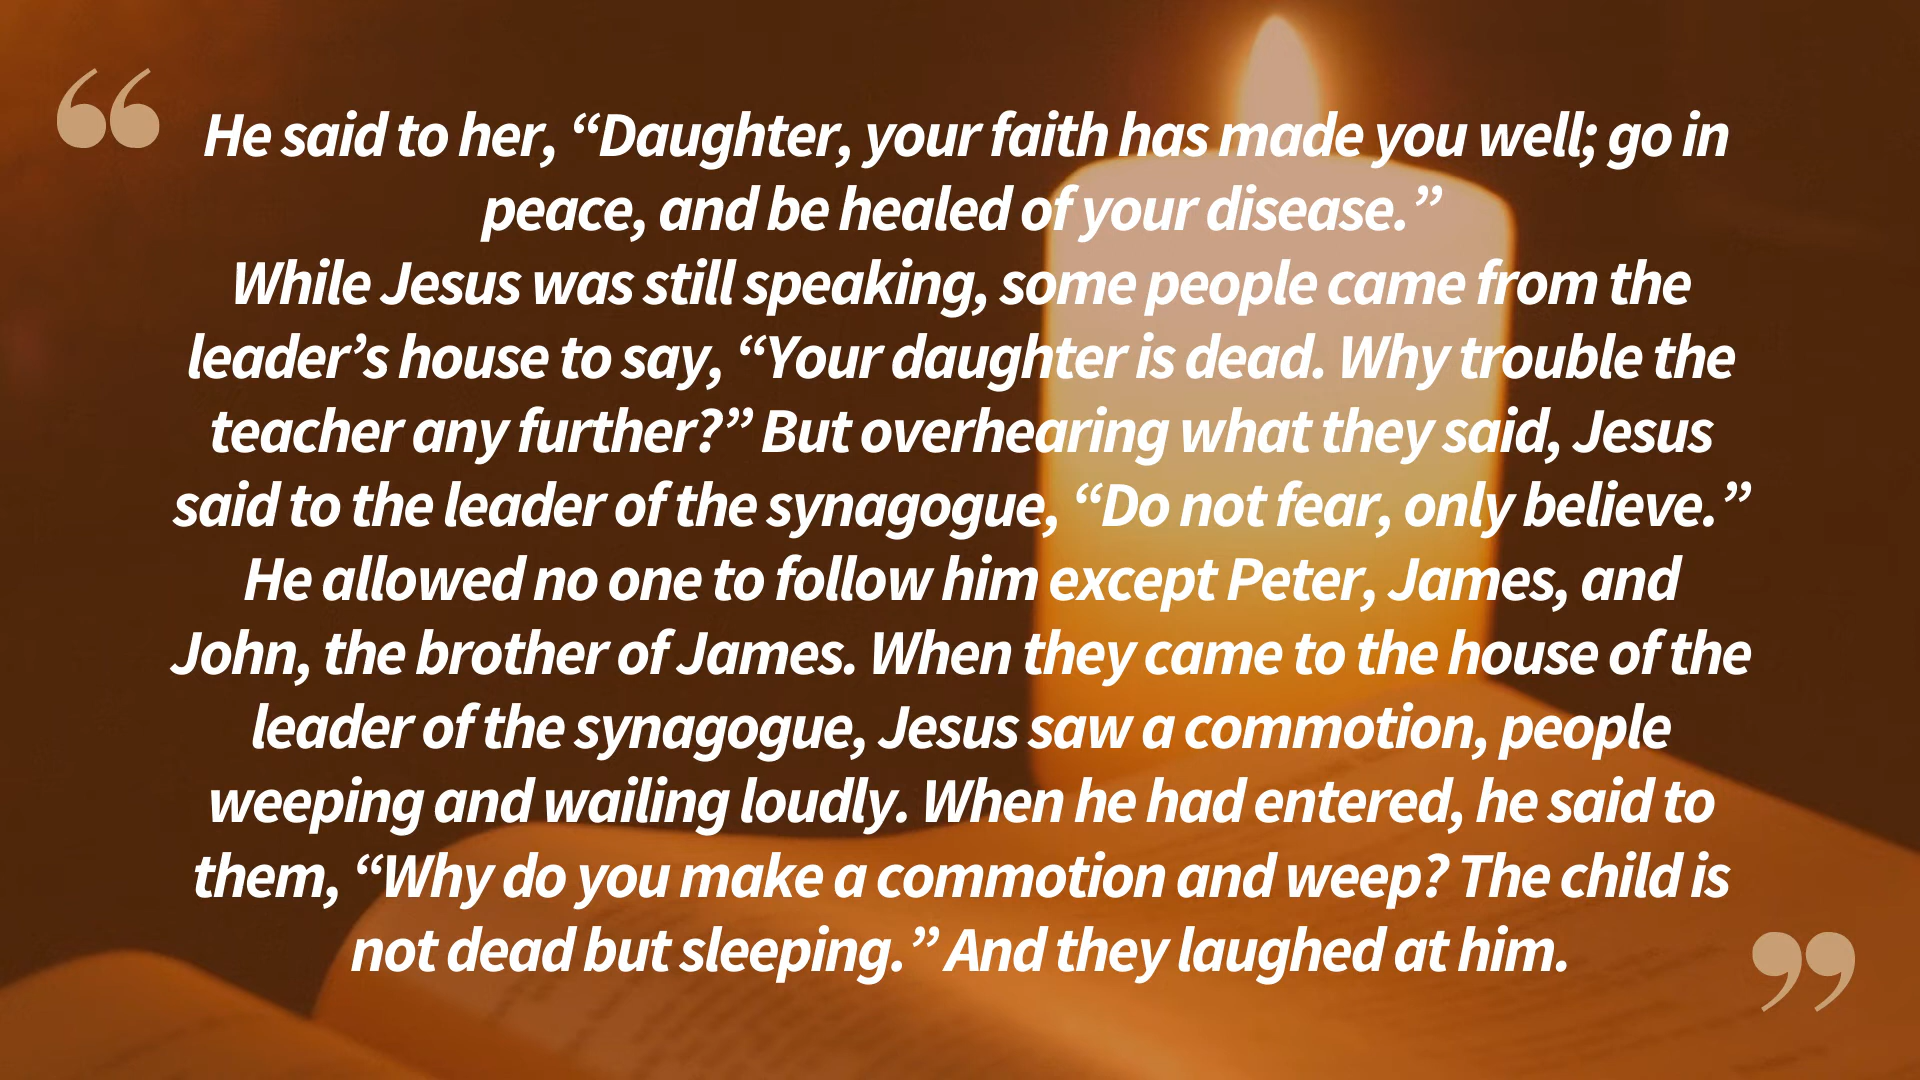 “
He said to her, “Daughter, your faith has made you well; go in
peace, and be healed of your disease.”
While Jesus was still speaking, some people came from the
leader’s house to say, “Your daughter is dead. Why trouble the
teacher any further?” But overhearing what they said, Jesus
said to the leader of the synagogue, “Do not fear, only believe.”
He allowed no one to follow him except Peter, James, and
John, the brother of James. When they came to the house of the
leader of the synagogue, Jesus saw a commotion, people
weeping and wailing loudly. When he had entered, he said to
them, “Why do you make a commotion and weep? The child is
not dead but sleeping.” And they laughed at him.
”